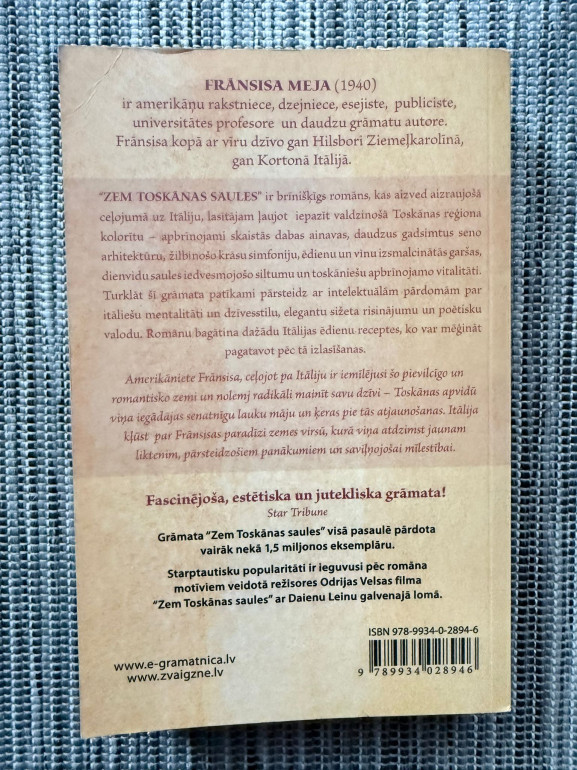 FRĀNSISA MEJA (1940)
ir amerikāņu rakstniece, dzejniece, esejiste, publiciste,
universitātes profesore un daudzu grāmatu autore.
Frānsisa kopā ar vīru dzīvo gan Hilsborī Ziemeļkarolīnā,
gan Kortonā Itālijā.
"ZEM TOSKĀNAS SAULES" ir brīnišķīgs romāns, kas aizved aizraujošā
ceļojumā uz Itāliju, lasītājam ļaujot iepazīt valdzinošā Toskānas reģiona
kolorītu – apbrīnojami skaistās dabas ainavas, daudzus gadsimtus seno
arhitektūru, žilbinošo krāsu simfoniju, ēdienu un vīnu izsmalcinātās garšas,
dienvidu saules iedvesmojošo siltumu un toskāniešu apbrīnojamo vitalitāti.
Turklāt šī grāmata patīkami pārsteidz ar intelektuālām pārdomām par
itāliešu mentalitāti un dzīvesstilu, elegantu sižeta risinājumu un poētisku
valodu. Romānu bagātina dažādu Itālijas ēdienu receptes, ko var mēģināt
pagatavot pēc tā izlasīšanas.
Amerikāniete Frānsisa, ceļojot pa Itāliju ir iemīlējusi šo pievilcīgo un
romantisko zemi un nolemj radikāli mainīt savu dzīvi – Toskānas apvidū
viņa iegādājas senatnīgu lauku māju un ķeras pie tās atjaunošanas. Itālija
kļūst par Frānsisas paradīzi zemes virsū, kurā viņa atdzimst jaunam
liktenim, pārsteidzošiem panākumiem un saviļņojošai mīlestībai.
Fascinējoša, estētiska un jutekliska grāmata!
Star Tribune
Grāmata "Zem Toskānas saules" visā pasaulē pārdota
vairāk nekā 1,5 miljonos eksemplāru.
Starptautisku popularitāti ir ieguvusi pēc romāna
motīviem veidotā režisores Odrijas Velsas filma
"Zem Toskānas saules" ar Daienu Leinu galvenajā lomā.
ISBN 978-9934-0-2894-6
www.e-gramatnica.lv
www.zvaigzne.lv
9 789934 028946